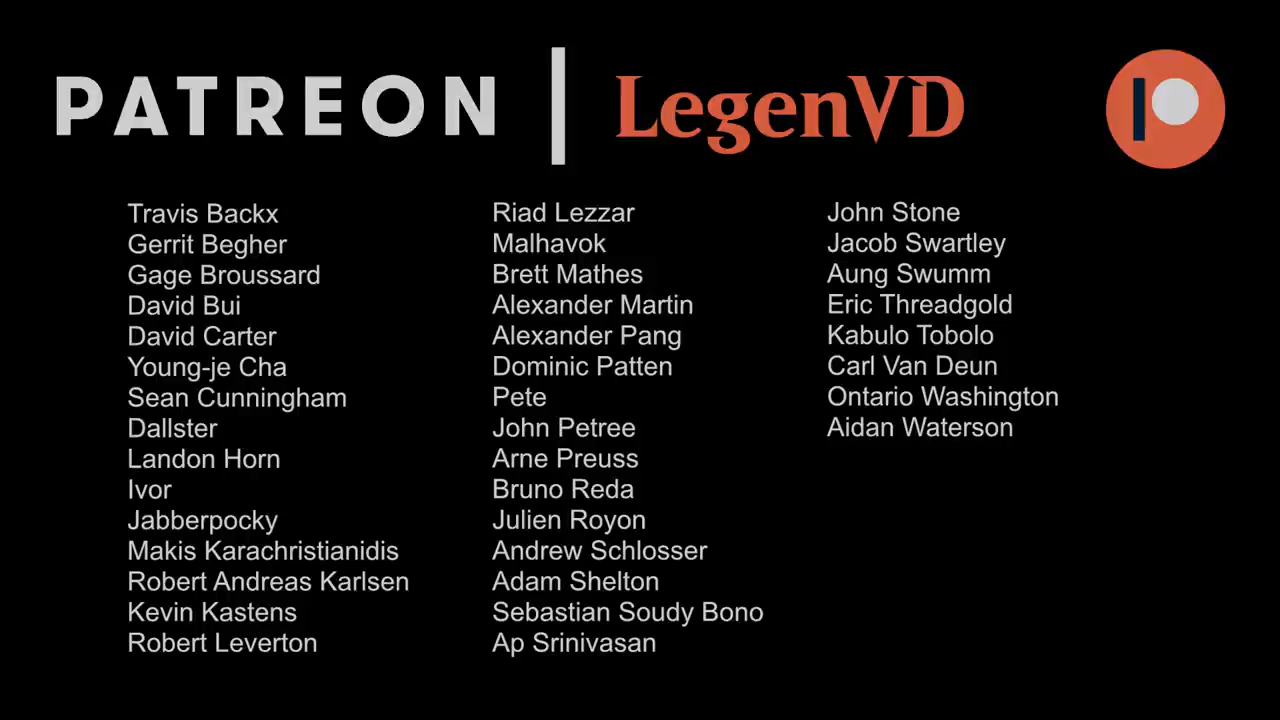 PATREON | LegenVD
Travis Backx
Gerrit Begher
Gage Broussard
David Bui
David Carter
Young-je Cha
Sean Cunningham
Dallster
Landon Horn
Ivor
Jabberpocky
Makis Karachristianidis
Robert Andreas Karlsen
Kevin Kastens
Robert Leverton
Riad Lezzar
Malhavok
Brett Mathes
Alexander Martin
Alexander Pang
Dominic Patten
Pete
John Petree
Arne Preuss
Bruno Reda
Julien Royon
Andrew Schlosser
Adam Shelton
Sebastian Soudy Bono
Ap Srinivasan
John Stone
Jacob Swartley
Aung Swumm
Eric Threadgold
Kabulo Tobolo
Carl Van Deun
Ontario Washington
Aidan Waterson